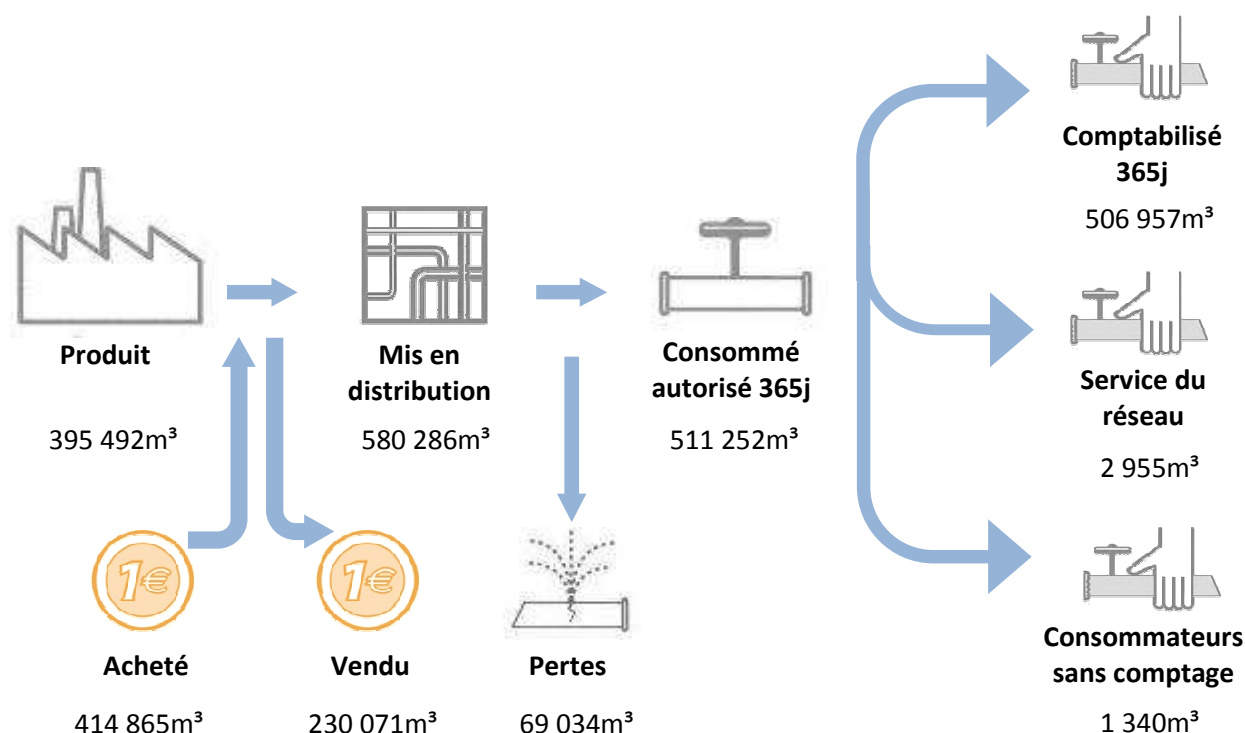 Comptabilisé
365j
506 957m³
Produit
395 492m³
Mis en
distribution
580 286m³
Consommé
autorisé 365j
511 252m³
Service du
réseau
2 955m³
1€
Acheté
414 865m³
1€
Vendu
230 071m³
Pertes
69 034m³
Consommateurs
sans comptage
1 340m³